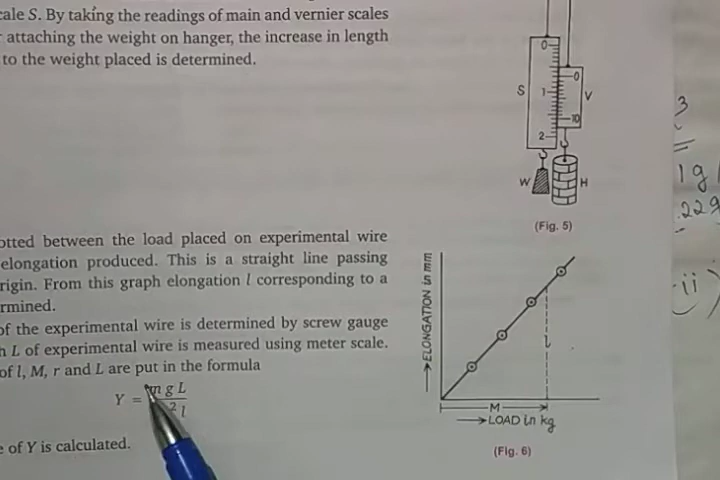 cale S. By taking the readings of main and vernier scales
attaching the weight on hanger, the increase in length
to the weight placed is determined.
0
0
S
1
V
10
2
W
H
(Fig. 5)
otted between the load placed on experimental wire
elongation produced. This is a straight line passing
rigin. From this graph elongation l corresponding to a
rmined.
of the experimental wire is determined by screw gauge
h L of experimental wire is measured using meter scale.
of l, M, r and L are put in the formula
Y = m g L
2 l
e of Y is calculated.
ELONGATION IN mm
l
M
LOAD in kg
(Fig. 6)
3
1g
.229
ii)